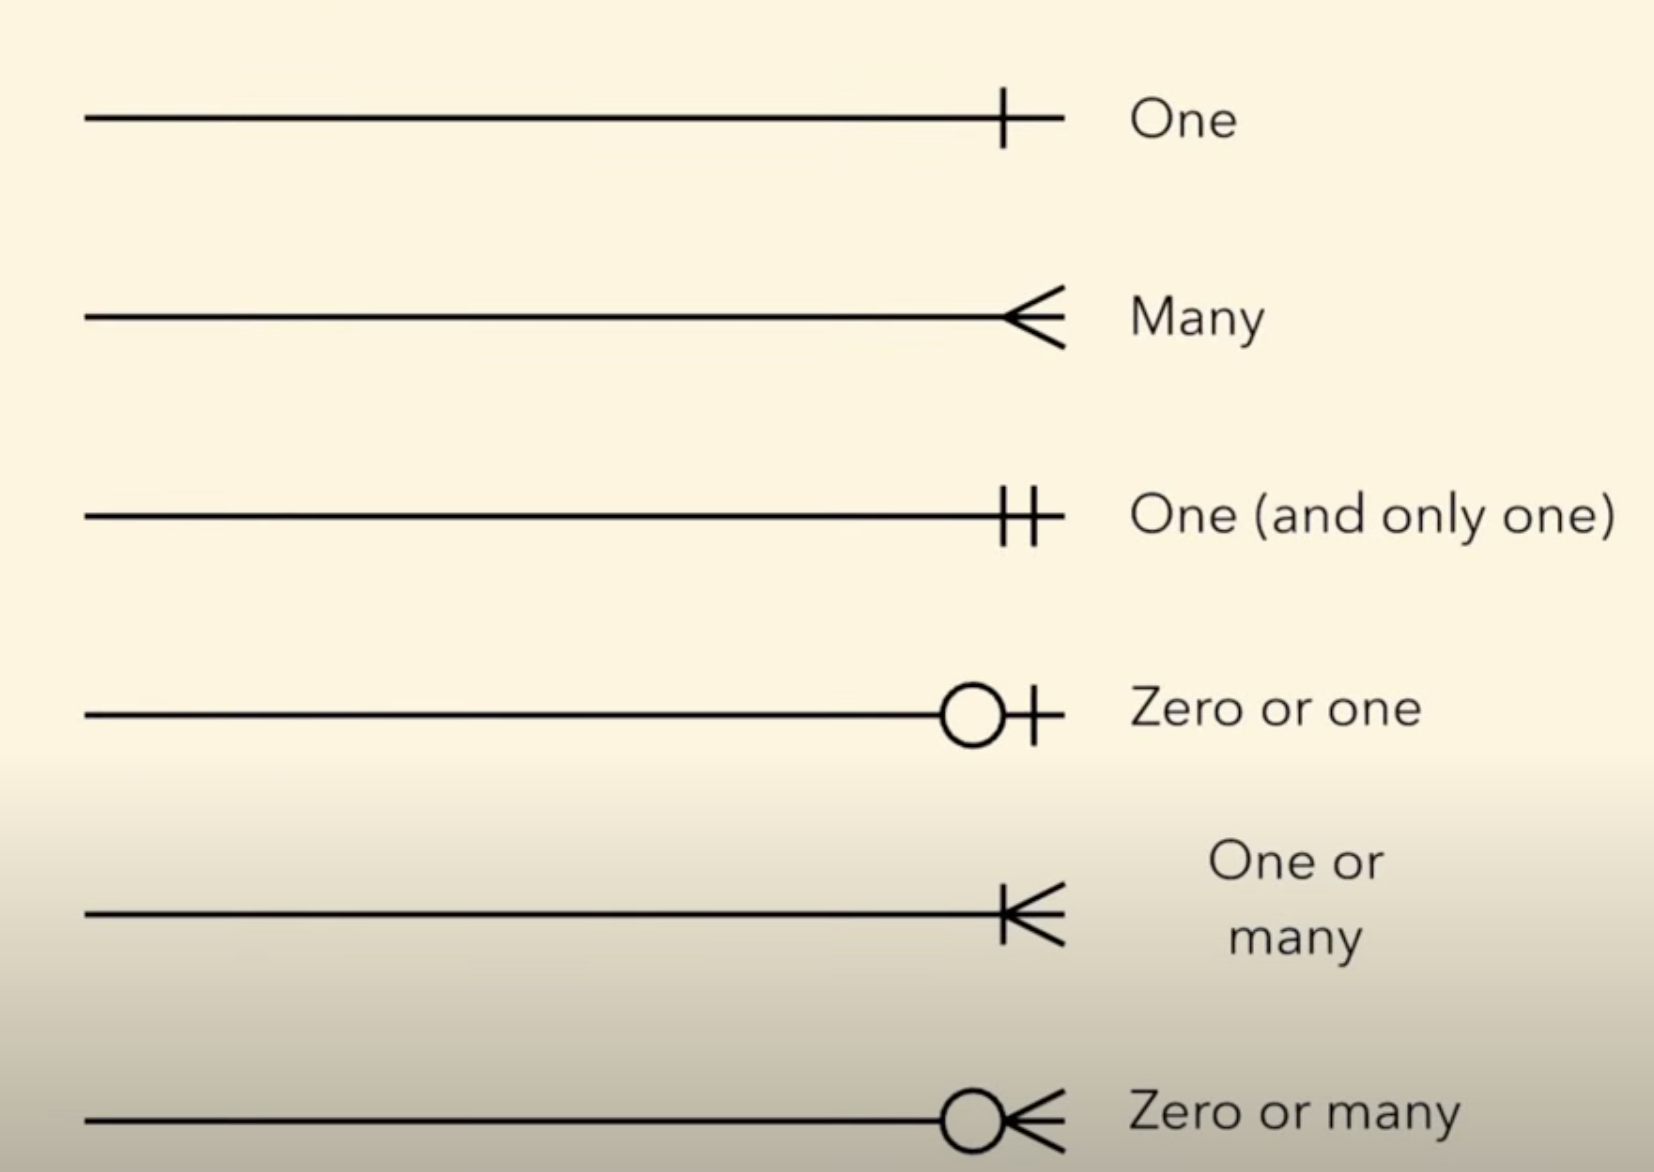 One
Many
One (and only one)
Zero or one
One or
many
Zero or many